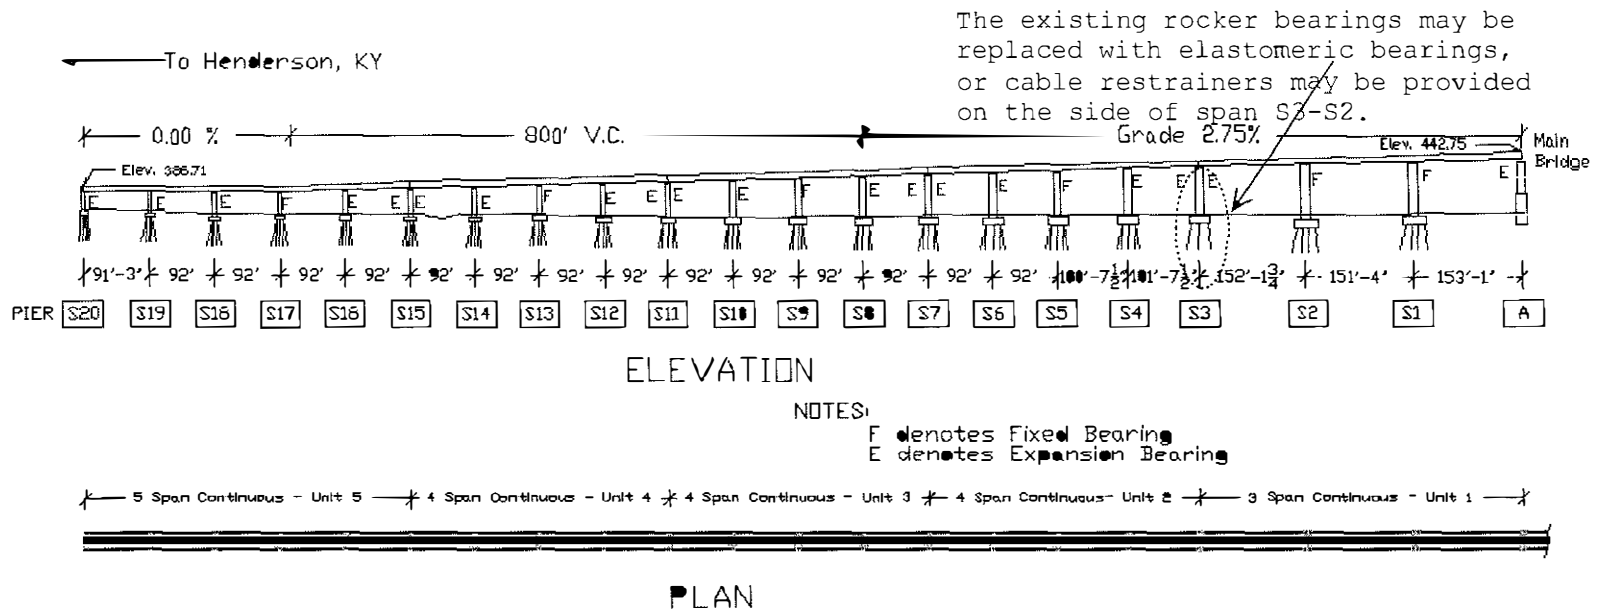 The existing rocker bearings may be
replaced with elastomeric bearings,
or cable restrainers may be provided
on the side of span S3-S2.
To Henderson, KY
0.00 % 800' V.C. Grade 2.75%
Elev. 442.75 Main
Bridge
Elev. 386.71
E E E F E E E E F E E E E F E E E F E E E F F E
91'-3" 92' 92' 92' 92' 92' 92' 92' 92' 92' 92' 92' 92' 92' 92' 152'-1 3/4" 151'-4" 153'-1"
PIER S20 S19 S18 S17 S16 S15 S14 S13 S12 S11 S10 S9 S8 S7 S6 S5 S4 S3 S2 S1 A
ELEVATION
NOTES:
F denotes Fixed Bearing
E denotes Expansion Bearing
5 Span Continuous - Unit 5 4 Span Continuous - Unit 4 4 Span Continuous - Unit 3 4 Span Continuous- Unit 2 3 Span Continuous - Unit 1
PLAN